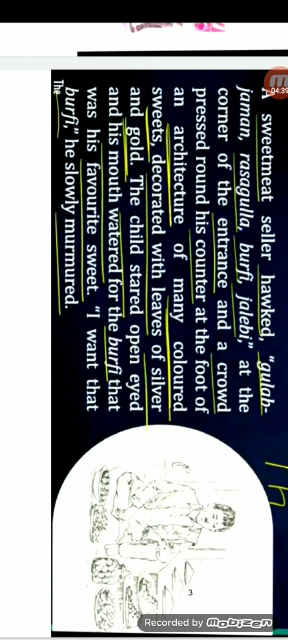 A sweetmeat seller hawked, "gulab-
jaman, rasagulla, burfi, jalebi," at the
corner of the entrance and a crowd
pressed round his counter at the foot of
an architecture of many coloured
sweets, decorated with leaves of silver
and gold. The child stared open eyed
and his mouth watered for the burfi that
was his favourite sweet. "I want that
burfi," he slowly murmured.
The
3
04:39
Recorded by mobizen